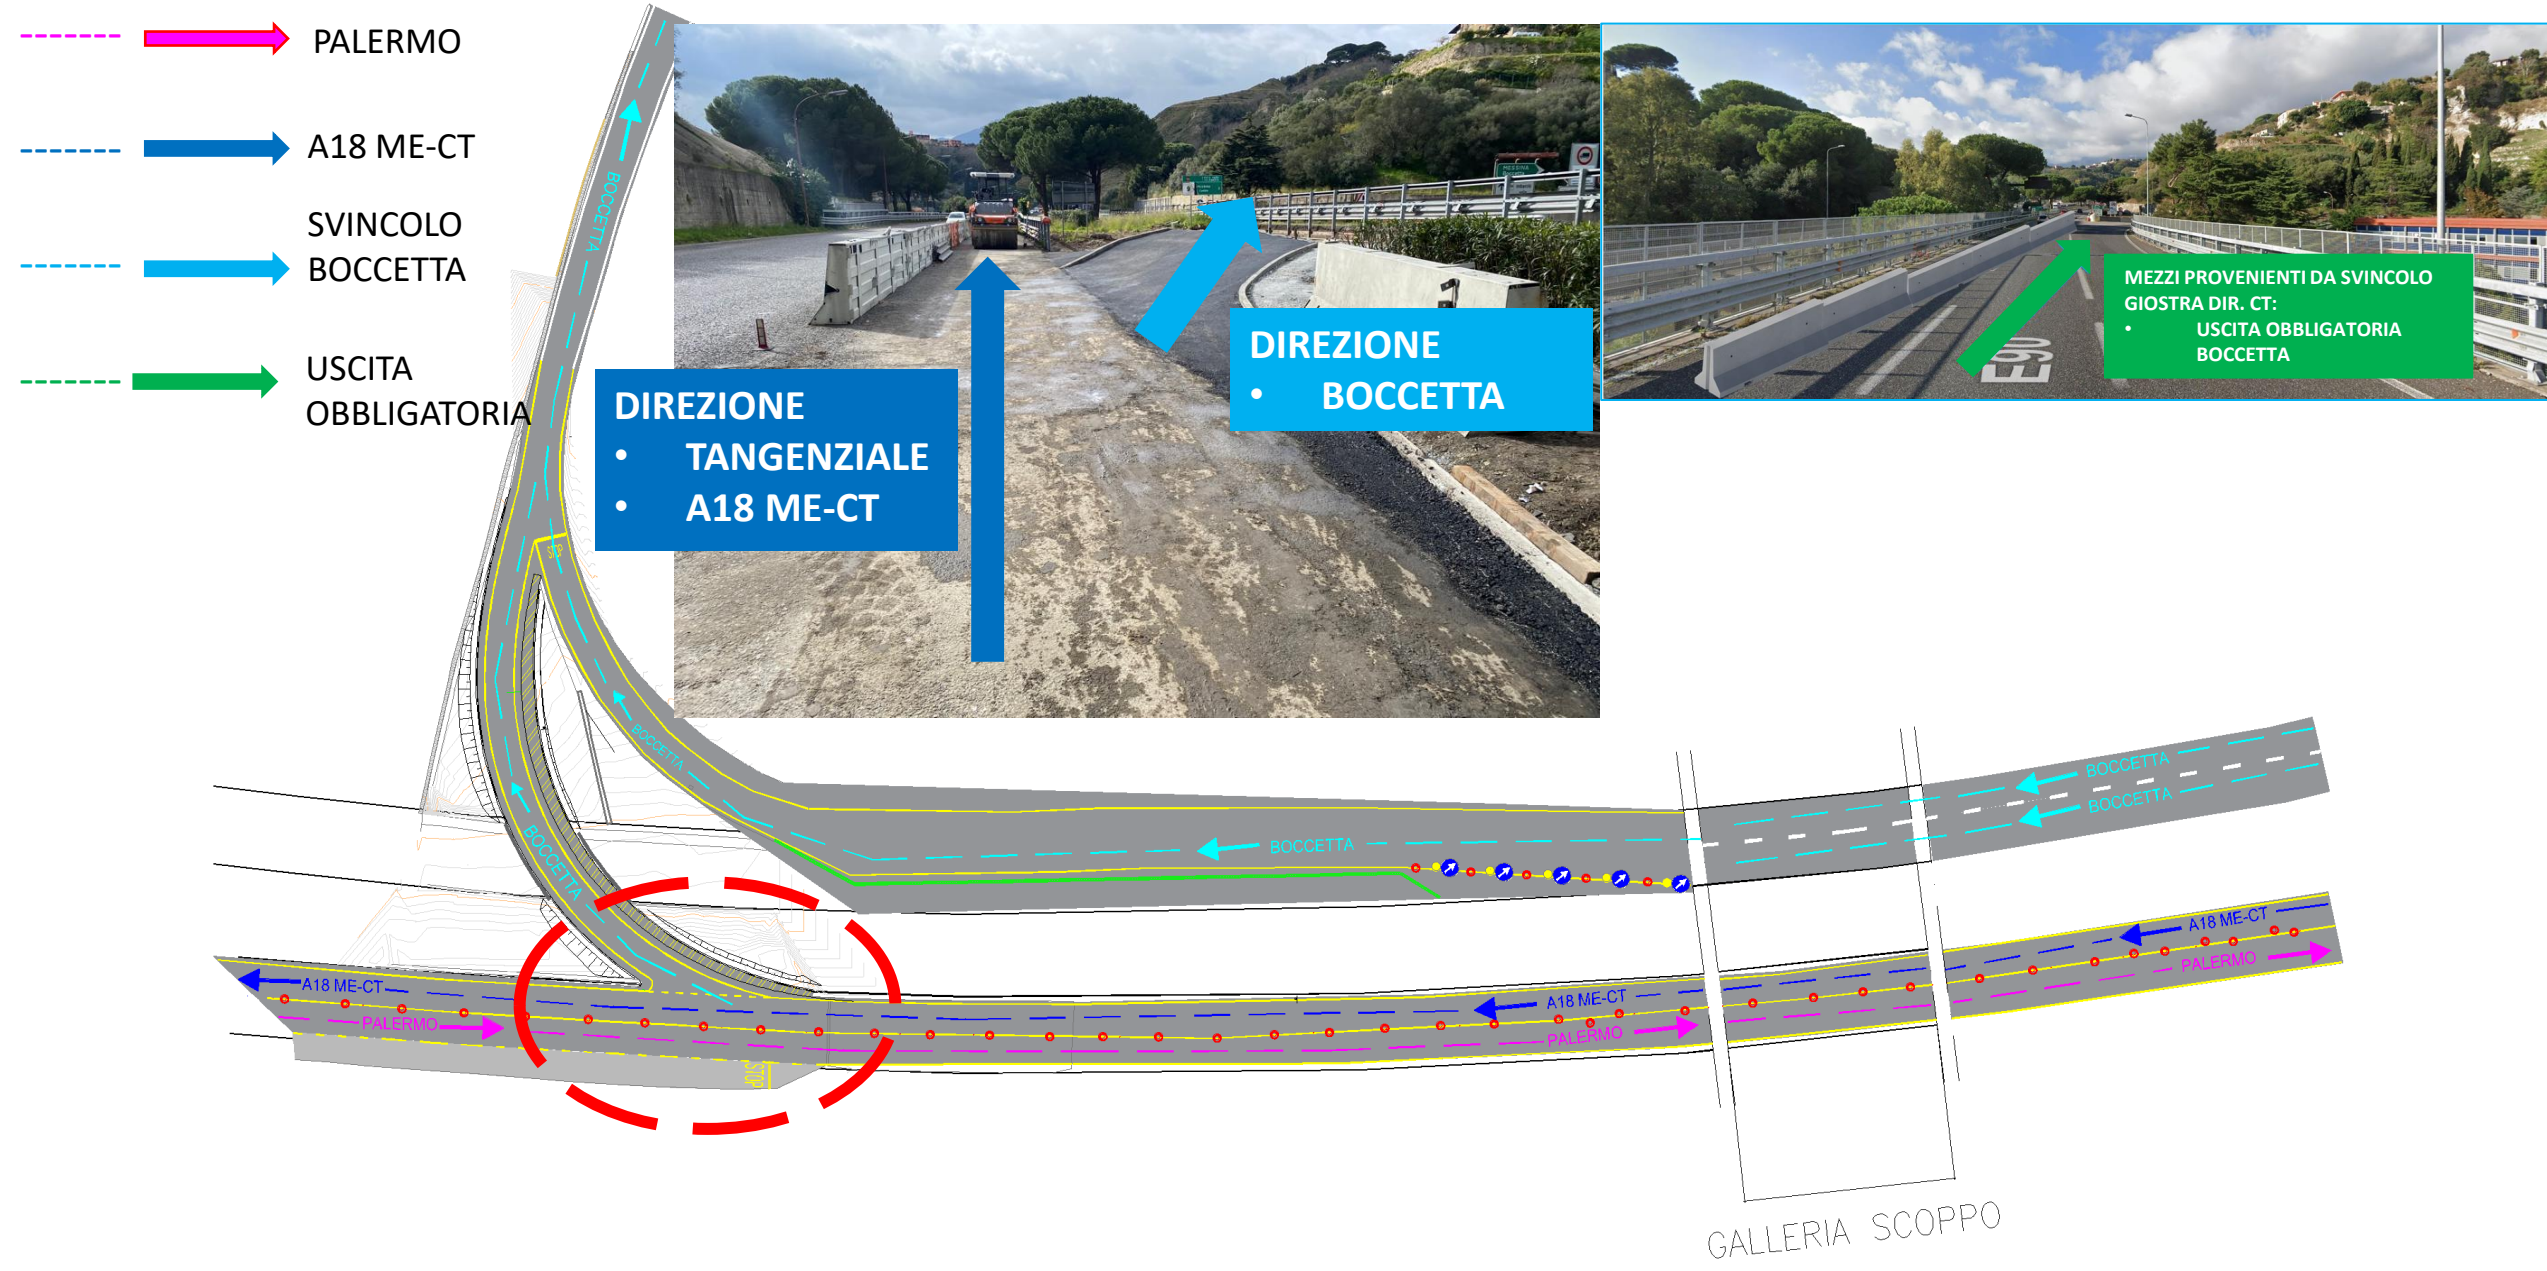 PALERMO
A18 ME-CT
SVINCOLO
BOCCETTA
USCITA
OBBLIGATORIA
DIREZIONE
• TANGENZIALE
• A18 ME-CT
DIREZIONE
• BOCCETTA
MESSINA
MEZZI PROVENIENTI DA SVINCOLO
GIOSTRA DIR. CT:
• USCITA OBBLIGATORIA
BOCCETTA
E90
BOCCETTA
STOP
BOCCETTA
BOCCETTA
BOCCETTA
BOCCETTA
BOCCETTA
A18 ME-CT
PALERMO
A18 ME-CT
PALERMO
A18 ME-CT
PALERMO
STOP
GALLERIA SCOPPO